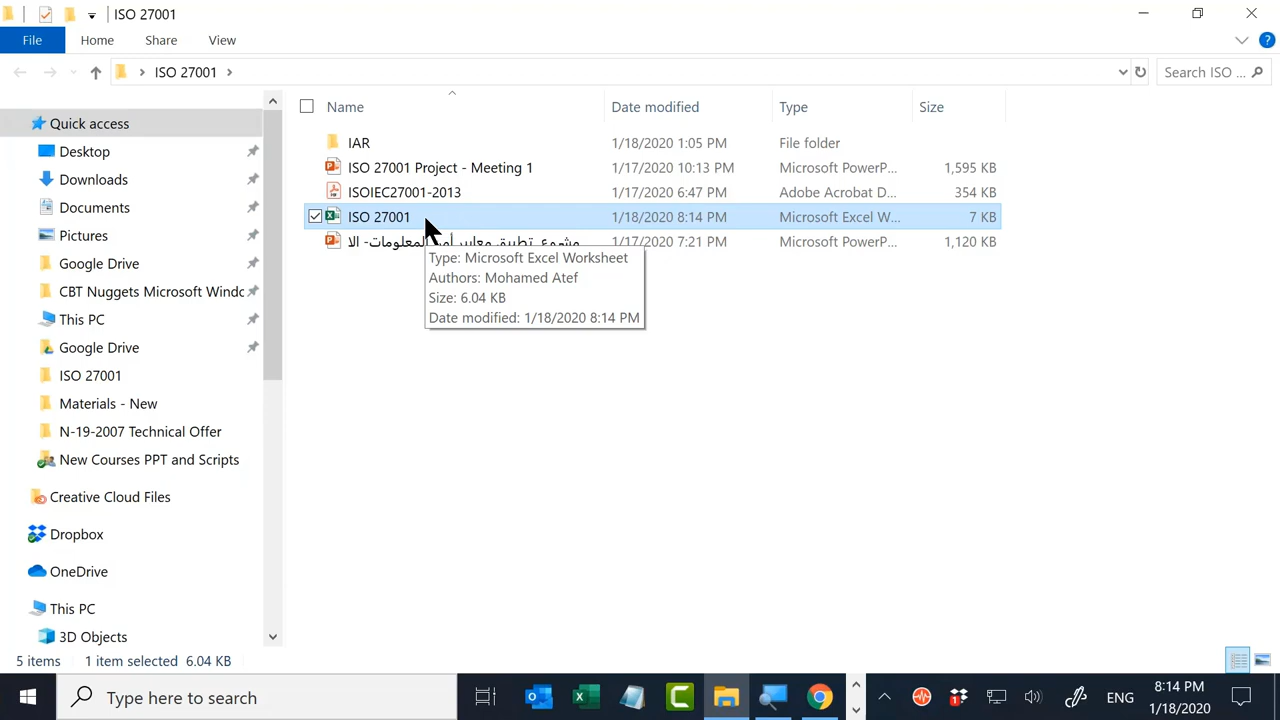 ISO 27001
File Home Share View
ISO 27001
Search ISO ...
Name Date modified Type Size
Quick access
Desktop
Downloads
Documents
Pictures
Google Drive
CBT Nuggets Microsoft Windc
This PC
Google Drive
ISO 27001
Materials - New
N-19-2007 Technical Offer
New Courses PPT and Scripts
Creative Cloud Files
Dropbox
OneDrive
This PC
3D Objects
IAR 1/18/2020 1:05 PM File folder
ISO 27001 Project - Meeting 1 1/17/2020 10:13 PM Microsoft PowerP... 1,595 KB
ISOIEC27001-2013 1/17/2020 6:47 PM Adobe Acrobat D... 354 KB
ISO 27001 1/18/2020 8:14 PM Microsoft Excel W... 7 KB
مشروع تطبيق معايير أمن المعلومات- الا 1/17/2020 7:21 PM Microsoft PowerP... 1,120 KB
Type: Microsoft Excel Worksheet
Authors: Mohamed Atef
Size: 6.04 KB
Date modified: 1/18/2020 8:14 PM
5 items 1 item selected 6.04 KB
Type here to search
ENG
8:14 PM
1/18/2020